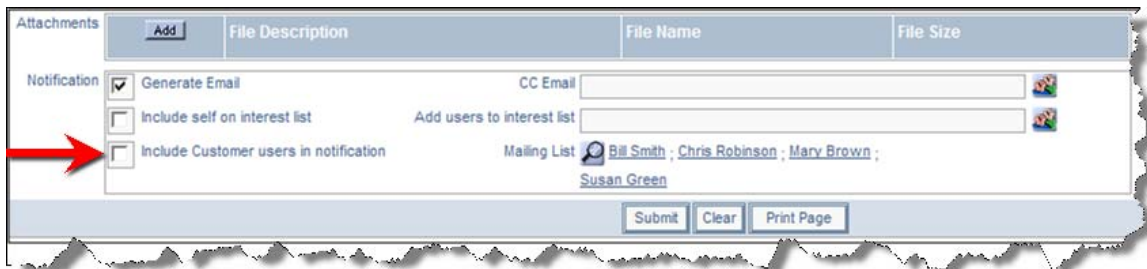 Attachments Add File Description File Name File Size
Notification Generate Email CC Email
Include self on interest list Add users to interest list
Include Customer users in notification Mailing List Bill Smith ; Chris Robinson ; Mary Brown ;
Susan Green
Submit Clear Print Page